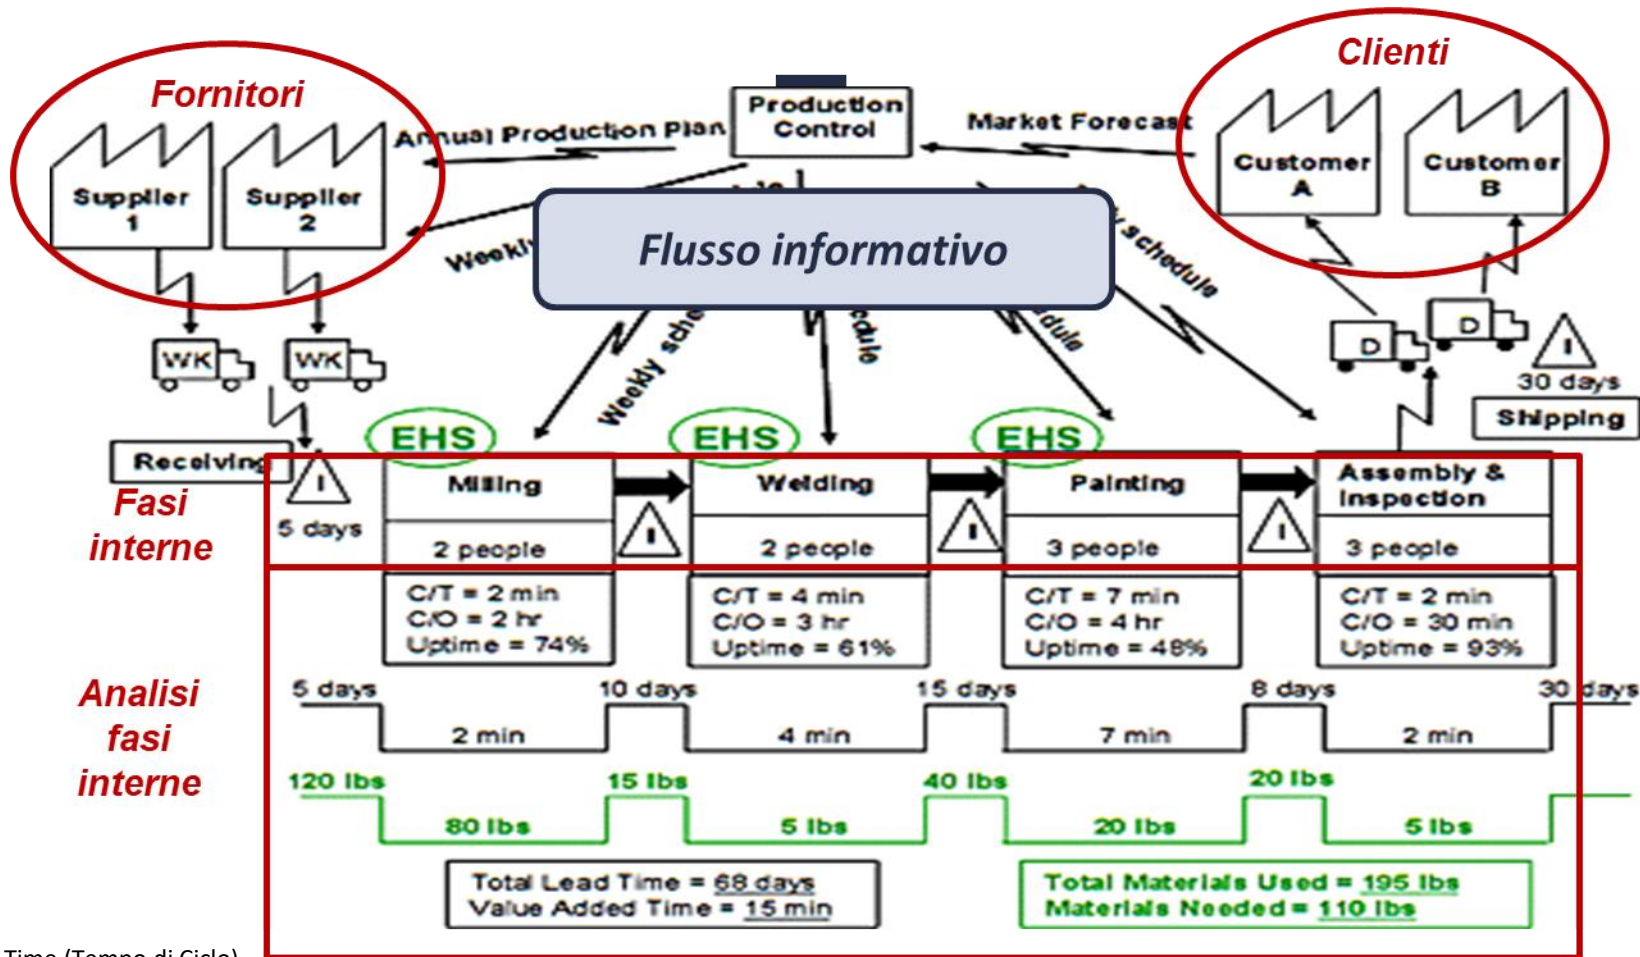 Fornitori
Clienti
Production
Control
Annual Production Plan
Market Forecast
Supplier
1
Supplier
2
Customer
A
Customer
B
Flusso informativo
Weekly
schedule
Weekly
WK
WK
D
D
I
30 days
Shipping
EHS
EHS
EHS
Receiving
I
5 days
Fasi
interne
Milling
2 people
I
Welding
2 people
I
Painting
3 people
I
Assembly &
Inspection
3 people
C/T = 2 min
C/O = 2 hr
Uptime = 74%
C/T = 4 min
C/O = 3 hr
Uptime = 61%
C/T = 7 min
C/O = 4 hr
Uptime = 48%
C/T = 2 min
C/O = 30 min
Uptime = 93%
Analisi
fasi
interne
5 days
10 days
15 days
8 days
30 days
2 min
4 min
7 min
2 min
120 lbs
15 lbs
40 lbs
20 lbs
80 lbs
5 lbs
20 lbs
5 lbs
Total Lead Time = 68 days
Value Added Time = 15 min
Total Materials Used = 195 lbs
Materials Needed = 110 lbs
Time (Tempo di Ciclo)